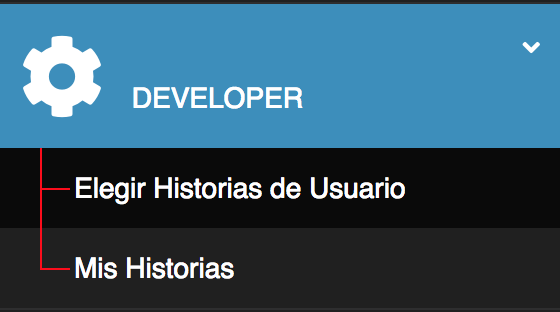 DEVELOPER
Elegir Historias de Usuario
Mis Historias